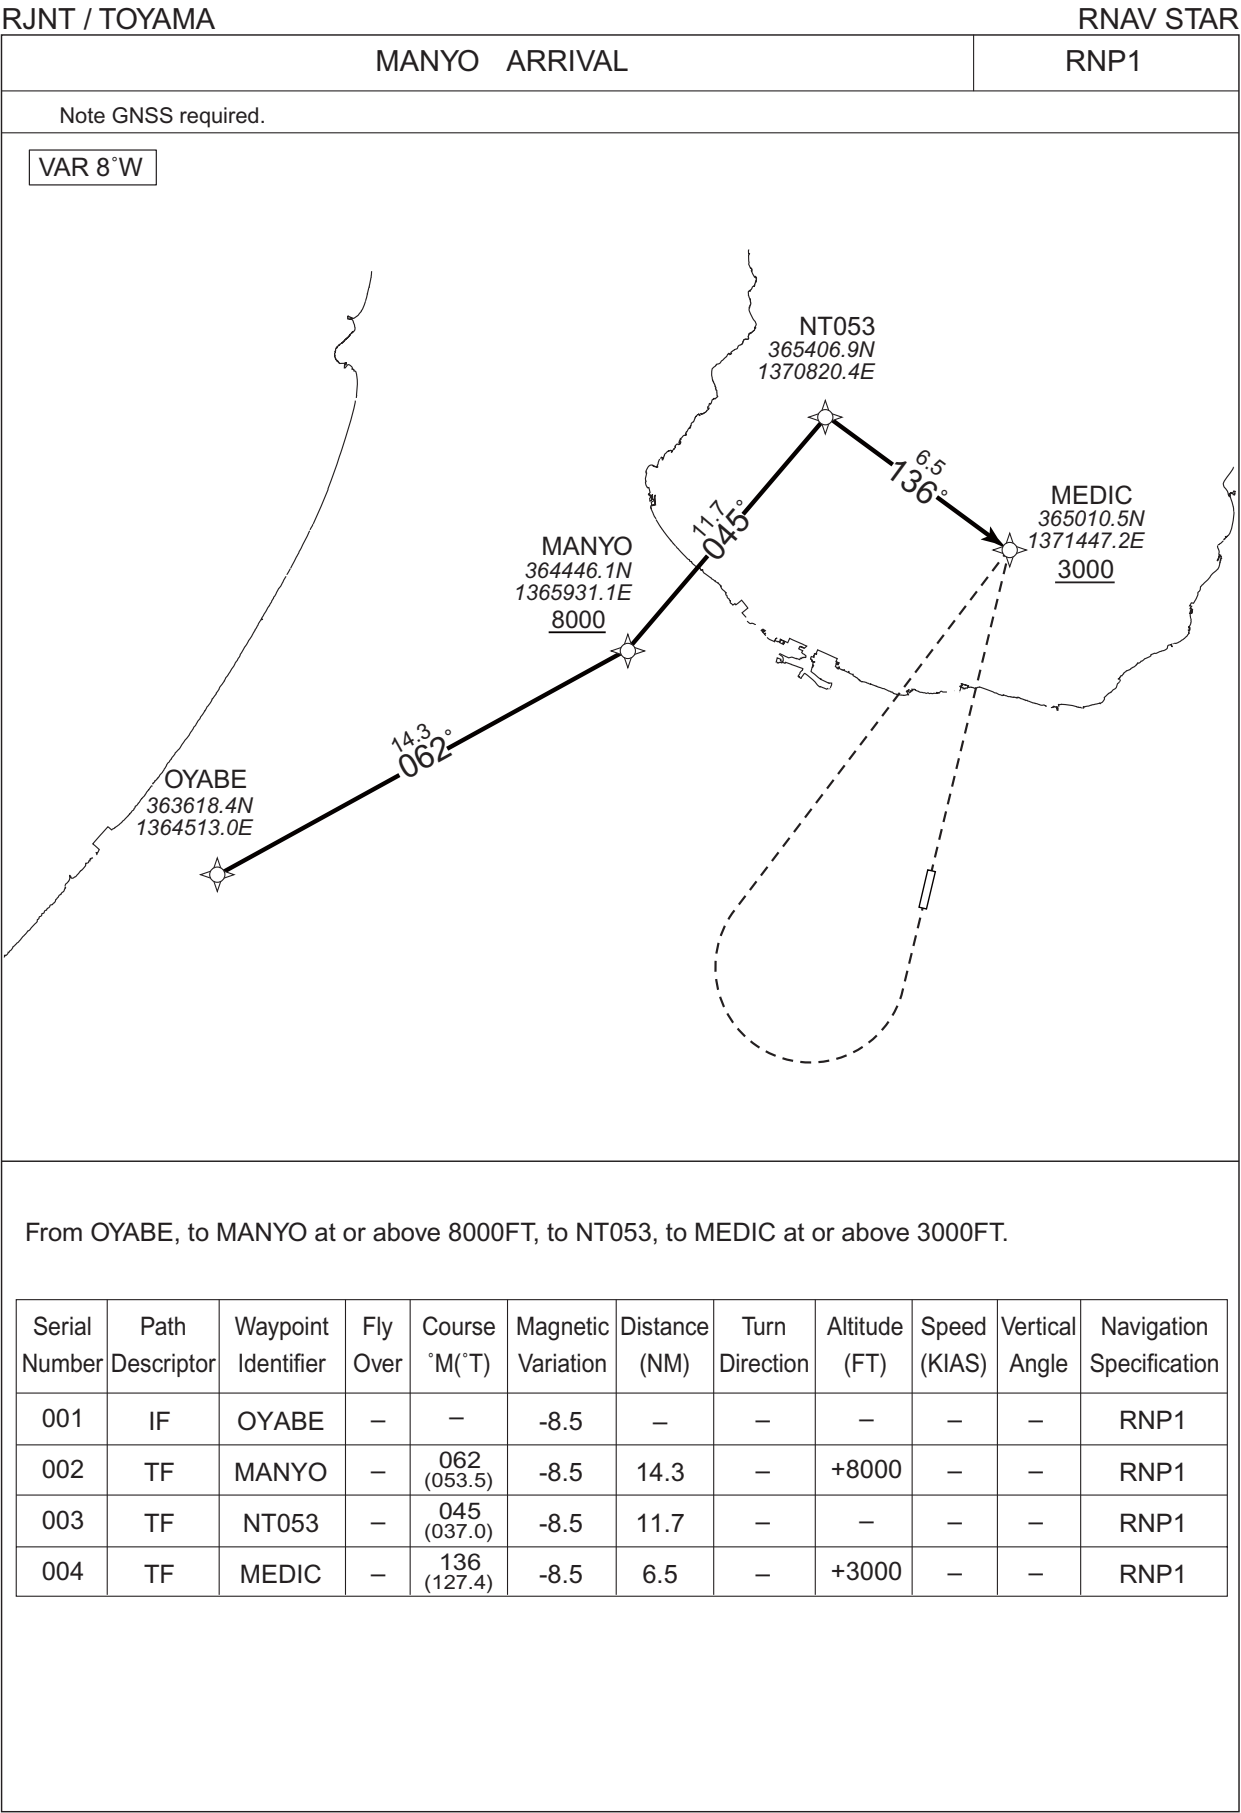 RJNT / TOYAMA
RNAV STAR
MANYO ARRIVAL
RNP1
Note GNSS required.
VAR 8˚W
NT053
365406.9N
1370820.4E
6.5
136˚
MEDIC
365010.5N
1371447.2E
3000
11.7
045˚
MANYO
364446.1N
1365931.1E
8000
14.3
062˚
OYABE
363618.4N
1364513.0E
From OYABE, to MANYO at or above 8000FT, to NT053, to MEDIC at or above 3000FT.
Serial Number Path Descriptor Waypoint Identifier Fly Over Course ˚M(˚T) Magnetic Variation Distance (NM) Turn Direction Altitude (FT) Speed (KIAS) Vertical Angle Navigation Specification
001 IF OYABE – – -8.5 – – – – – RNP1
002 TF MANYO – 062 (053.5) -8.5 14.3 – +8000 – – RNP1
003 TF NT053 – 045 (037.0) -8.5 11.7 – – – – RNP1
004 TF MEDIC – 136 (127.4) -8.5 6.5 – +3000 – – RNP1